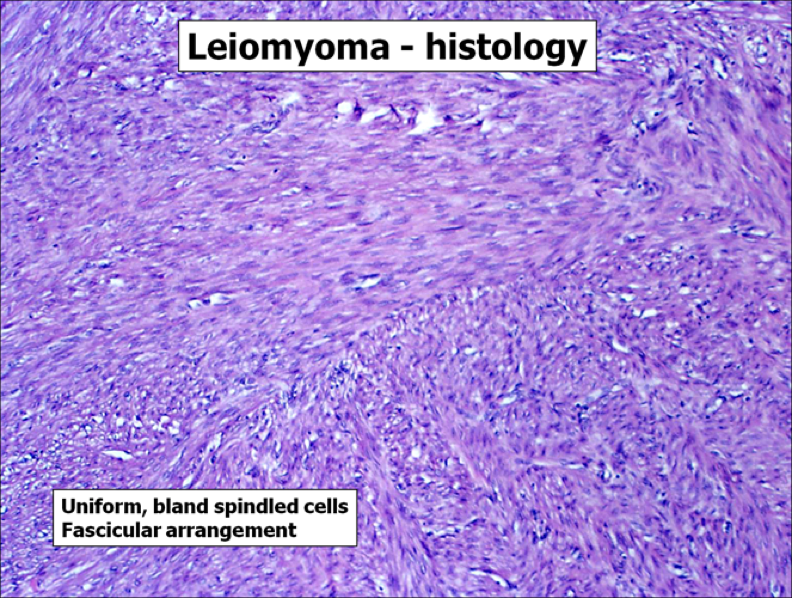 Leiomyoma - histology
Uniform, bland spindled cells
Fascicular arrangement